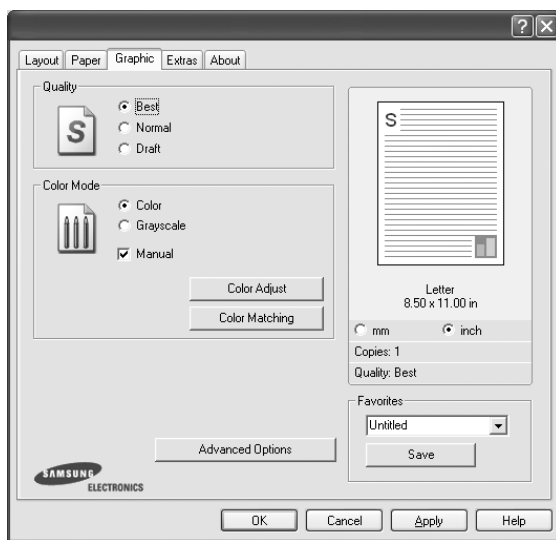 Layout Paper Graphic Extras About
Quality
S
Best
Normal
Draft
Color Mode
Color
Grayscale
Manual
Color Adjust
Color Matching
Advanced Options
SAMSUNG
ELECTRONICS
S
Letter
8.50 x 11.00 in
mm inch
Copies: 1
Quality: Best
Favorites
Untitled
Save
OK Cancel Apply Help